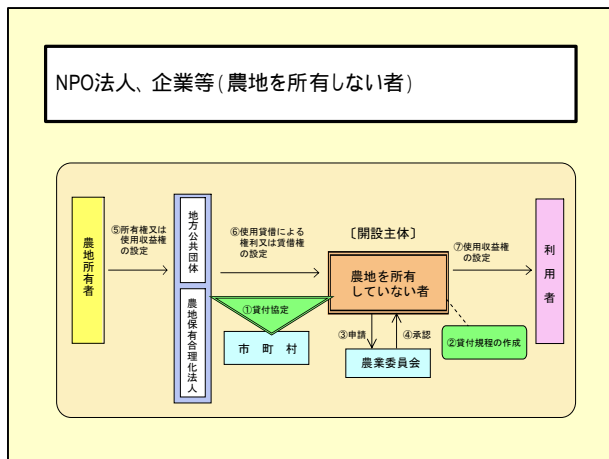 NPO法人、企業等(農地を所有しない者)
農地所有者
⑤所有権又は
使用収益権
の設定
地方公共団体
農地保有合理化法人
⑥使用貸借による
権利又は賃借権
の設定
〔開設主体〕
農地を所有
していない者
⑦使用収益権
の設定
利用者
①貸付協定
市町村
③申請
④承認
農業委員会
②貸付規程の作成